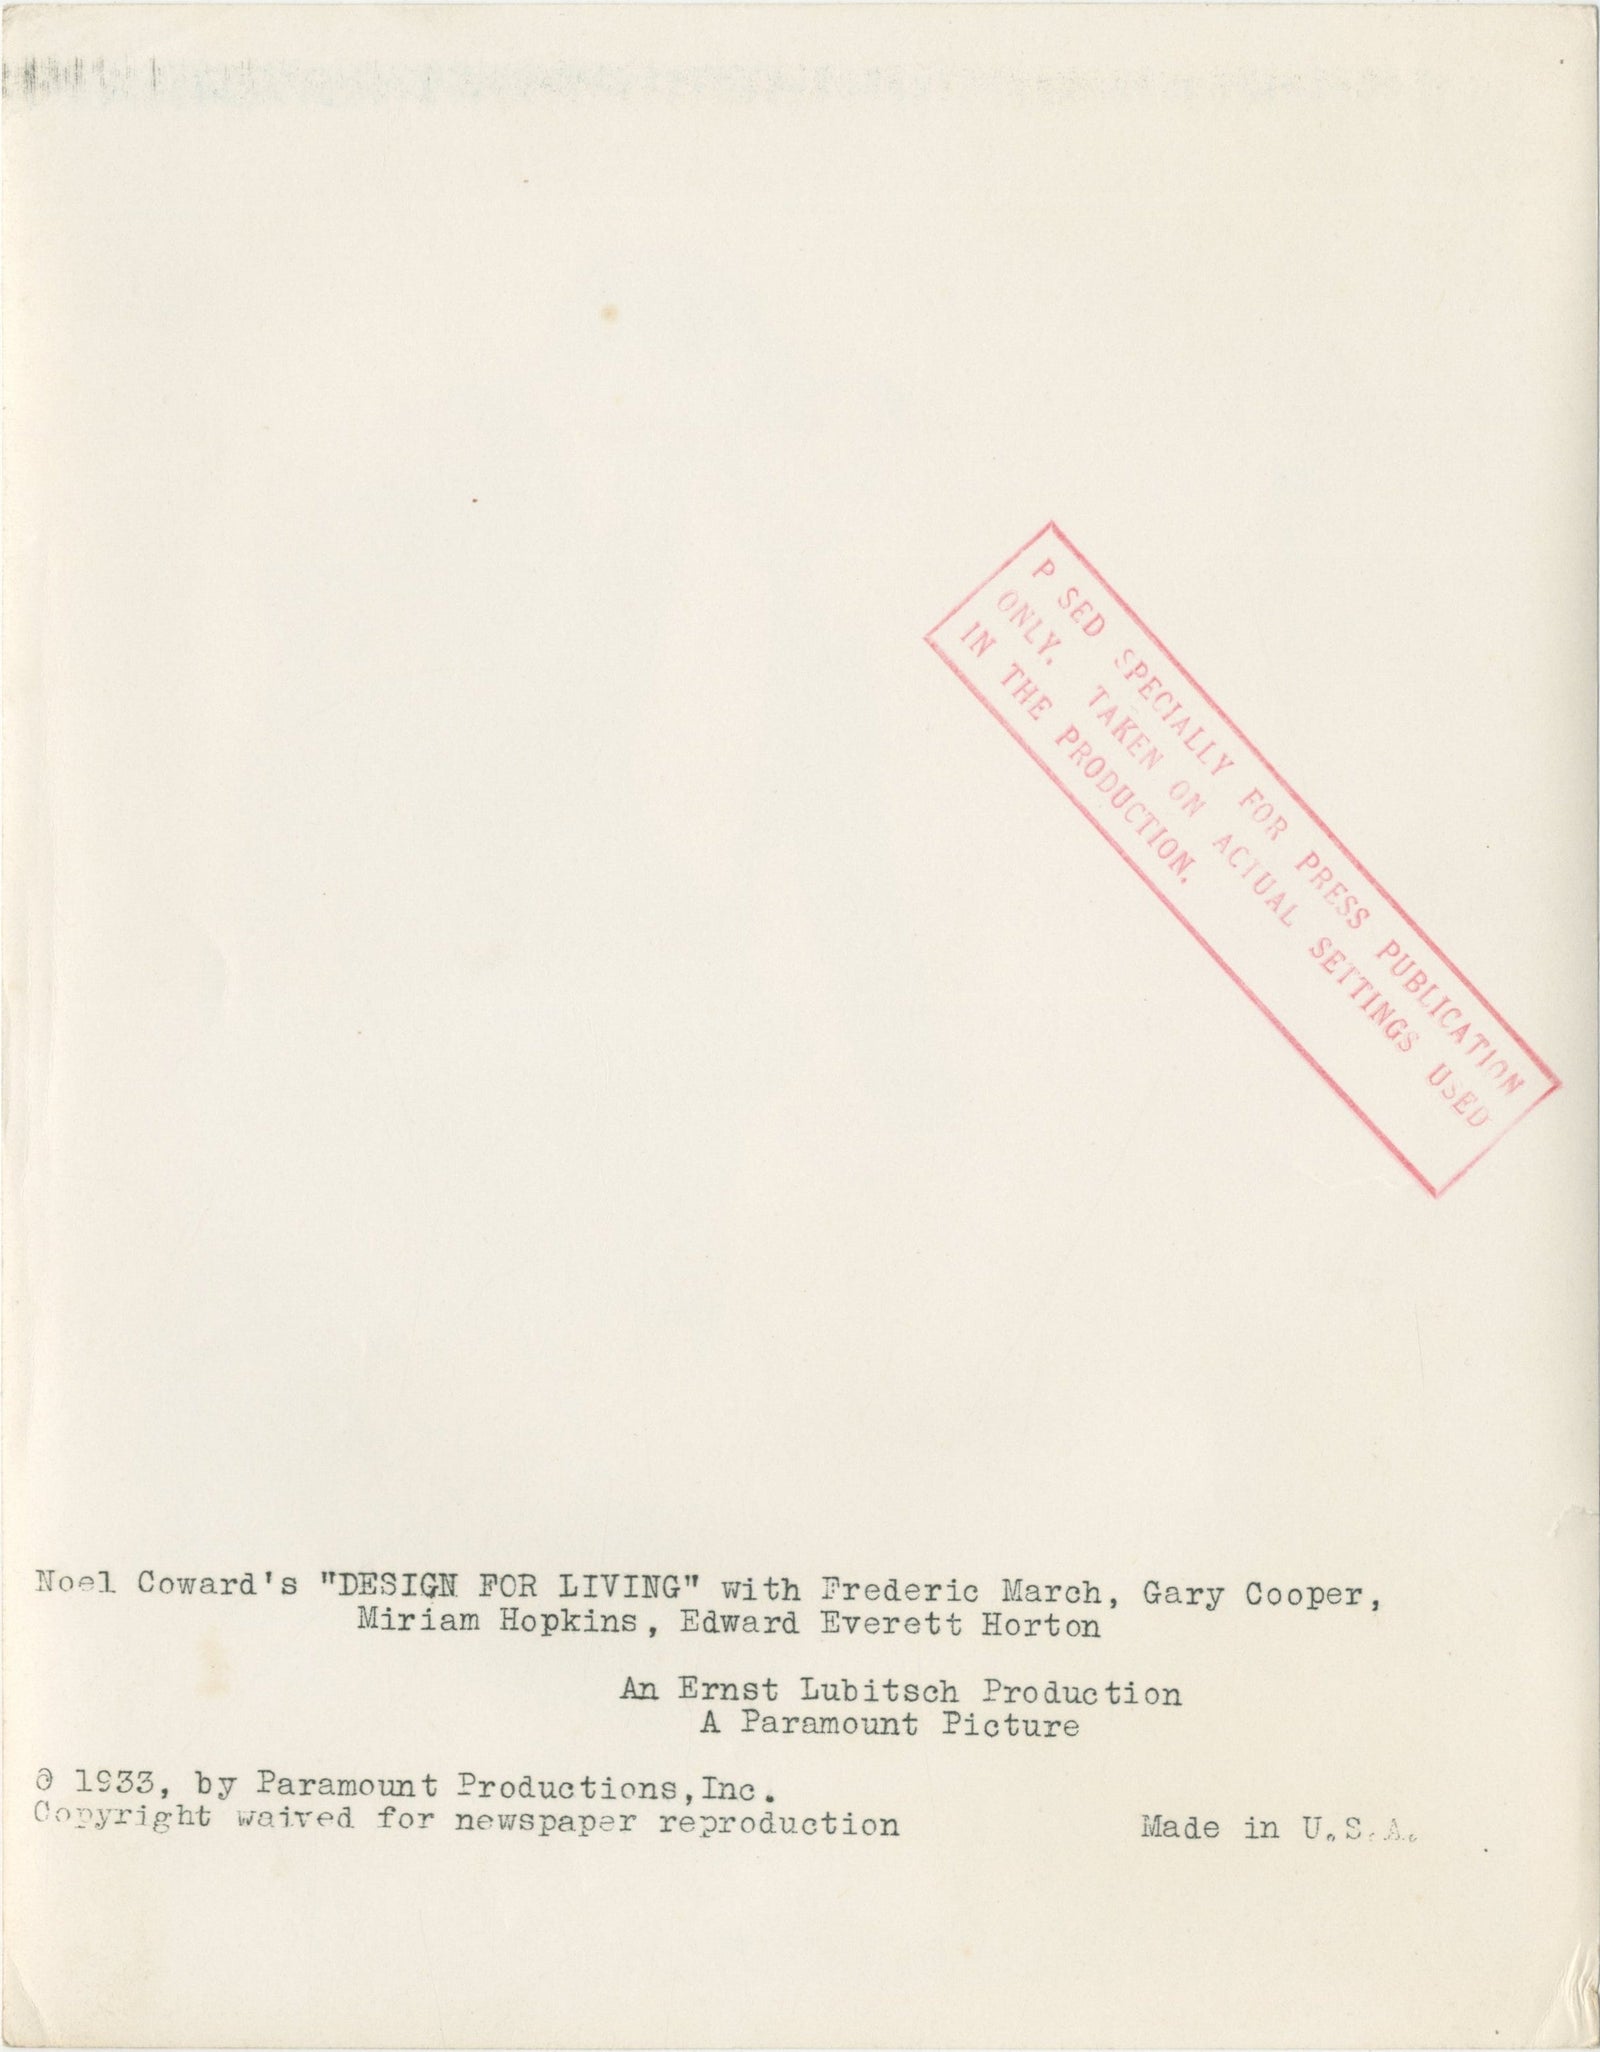 P SED SPECIALLY FOR PRESS PUBLICATION
ONLY. TAKEN ON ACTUAL SETTINGS USED
IN THE PRODUCTION.
Noel Coward's "DESIGN FOR LIVING" with Frederic March, Gary Cooper,
Miriam Hopkins, Edward Everett Horton
An Ernst Lubitsch Production
A Paramount Picture
© 1933, by Paramount Productions,Inc.
Copyright waived for newspaper reproduction Made in U.S.A.